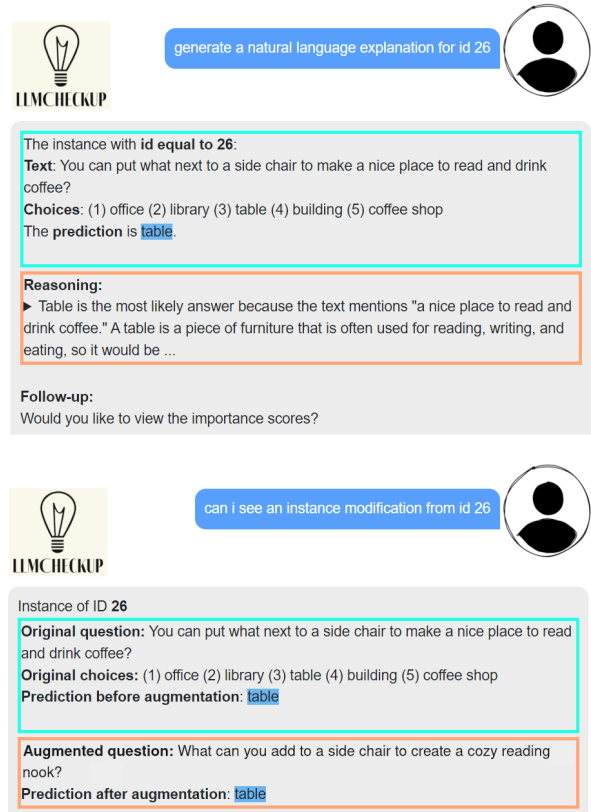 generate a natural language explanation for id 26
LLMCHECKUP
The instance with id equal to 26:
Text: You can put what next to a side chair to make a nice place to read and drink
coffee?
Choices: (1) office (2) library (3) table (4) building (5) coffee shop
The prediction is table.
Reasoning:
▶ Table is the most likely answer because the text mentions "a nice place to read and
drink coffee." A table is a piece of furniture that is often used for reading, writing, and
eating, so it would be ...
Follow-up:
Would you like to view the importance scores?
can i see an instance modification from id 26
LLMCHECKUP
Instance of ID 26
Original question: You can put what next to a side chair to make a nice place to read
and drink coffee?
Original choices: (1) office (2) library (3) table (4) building (5) coffee shop
Prediction before augmentation: table
Augmented question: What can you add to a side chair to create a cozy reading
nook?
Prediction after augmentation: table